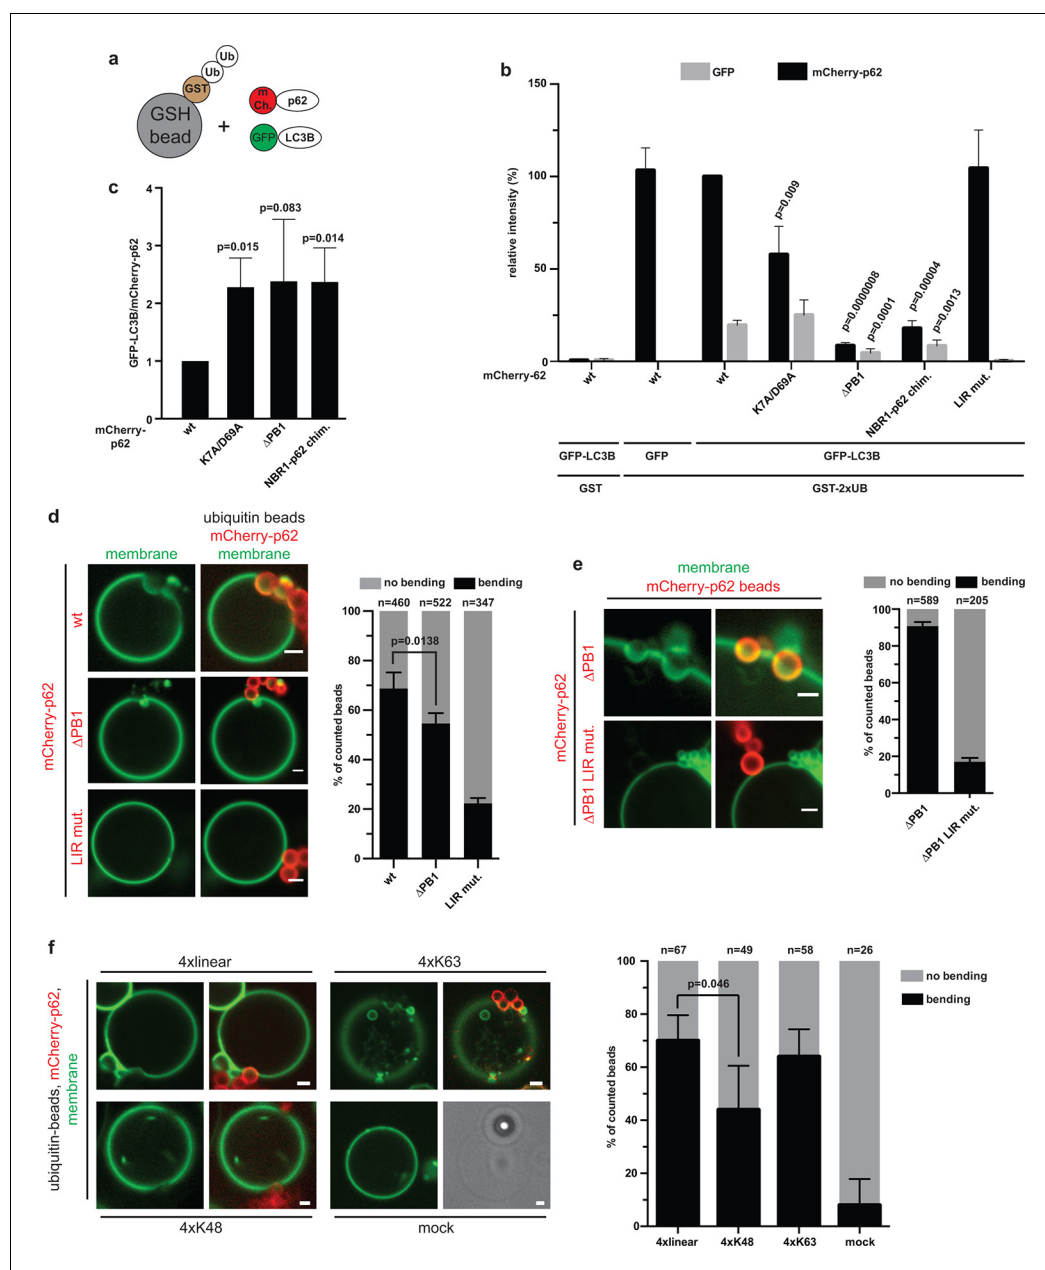 a
Ub
Ub
GST
GSH
bead
+
m
Ch.
p62
GFP
LC3B
b
GFP
mCherry-p62
relative intensity (%)
150
100
50
0
p=0.009
p=0.0000008
p=0.0001
p=0.00004
p=0.0013
mCherry-62
wt
wt
wt
K7A/D69A
ΔPB1
NBR1-p62 chim.
LIR mut.
GFP-LC3B
GFP
GFP-LC3B
GST
GST-2xUB
c
GFP-LC3B/mCherry-p62
4
3
2
1
0
p=0.015
p=0.083
p=0.014
mCherry-
p62
wt
K7A/D69A
ΔPB1
NBR1-p62 chim.
d
membrane
ubiquitin beads
mCherry-p62
membrane
mCherry-p62
wt
ΔPB1
LIR mut.
no bending
bending
n=460
n=522
n=347
p=0.0138
% of counted beads
100
80
60
40
20
0
wt
ΔPB1
LIR mut.
e
membrane
mCherry-p62 beads
mCherry-p62
ΔPB1
ΔPB1 LIR mut.
no bending
bending
n=589
n=205
% of counted beads
100
80
60
40
20
0
ΔPB1
ΔPB1 LIR mut.
f
4xlinear
4xK63
ubiquitin-beads, mCherry-p62,
membrane
4xK48
mock
n=67
n=49
n=58
n=26
p=0.046
no bending
bending
% of counted beads
100
80
60
40
20
0
4xlinear
4xK48
4xK63
mock